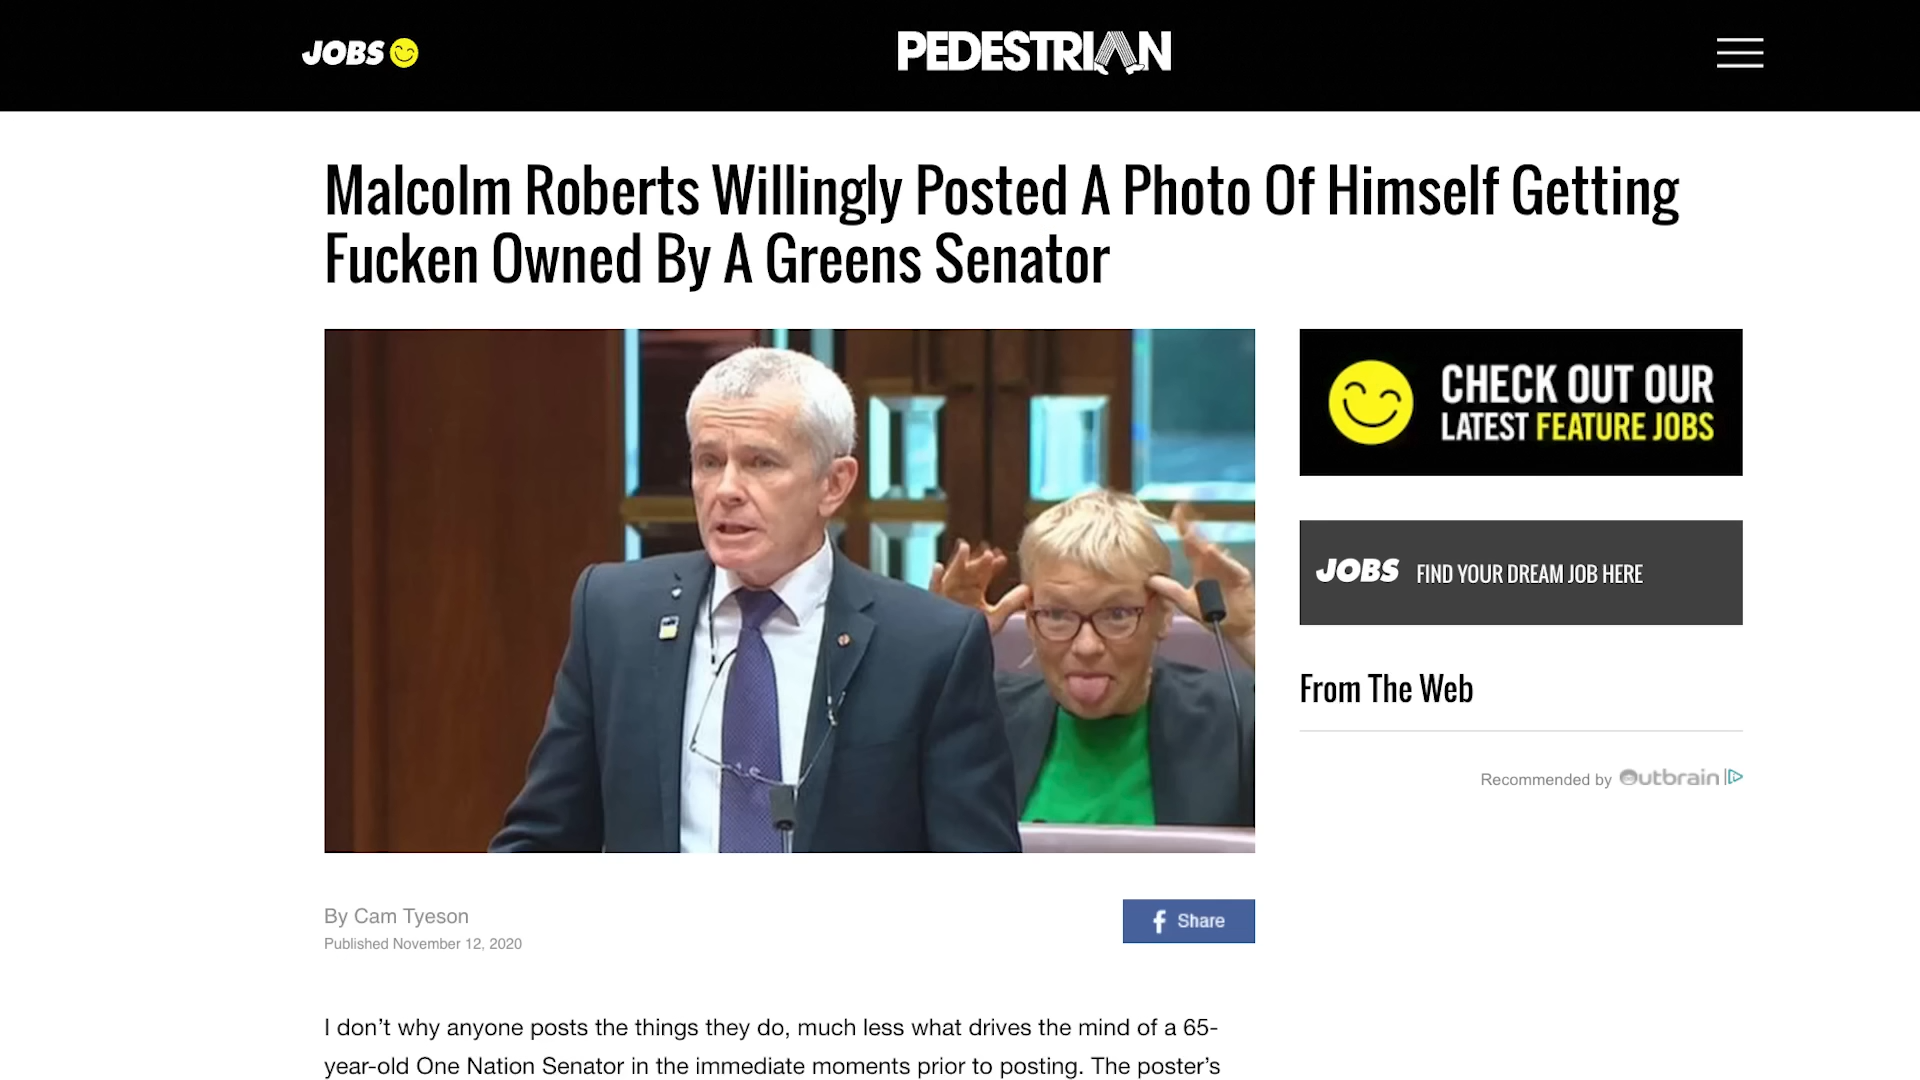 JOBS
PEDESTRIAN
Malcolm Roberts Willingly Posted A Photo Of Himself Getting
Fucken Owned By A Greens Senator
CHECK OUT OUR
LATEST FEATURE JOBS
JOBS FIND YOUR DREAM JOB HERE
From The Web
Recommended by Outbrain
By Cam Tyeson
Published November 12, 2020
f Share
I don’t why anyone posts the things they do, much less what drives the mind of a 65-
year-old One Nation Senator in the immediate moments prior to posting. The poster’s